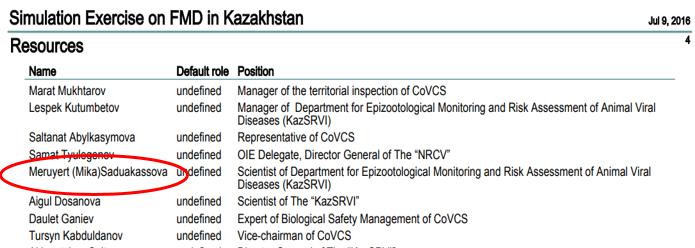 Simulation Exercise on FMD in Kazakhstan
Jul 9, 2016
4
Resources
Name Default role Position
Marat Mukhtarov undefined Manager of the territorial inspection of CoVCS
Lespek Kutumbetov undefined Manager of Department for Epizootological Monitoring and Risk Assessment of Animal Viral
Diseases (KazSRVI)
Saltanat Abylkasymova undefined Representative of CoVCS
Samat Tyulegenov undefined OIE Delegate, Director General of The “NRCV”
Meruyert (Mika)Saduakassova undefined Scientist of Department for Epizootological Monitoring and Risk Assessment of Animal Viral
Diseases (KazSRVI)
Aigul Dosanova undefined Scientist of The “KazSRVI”
Daulet Ganiev undefined Expert of Biological Safety Management of CoVCS
Tursyn Kabduldanov undefined Vice-chairman of CoVCS